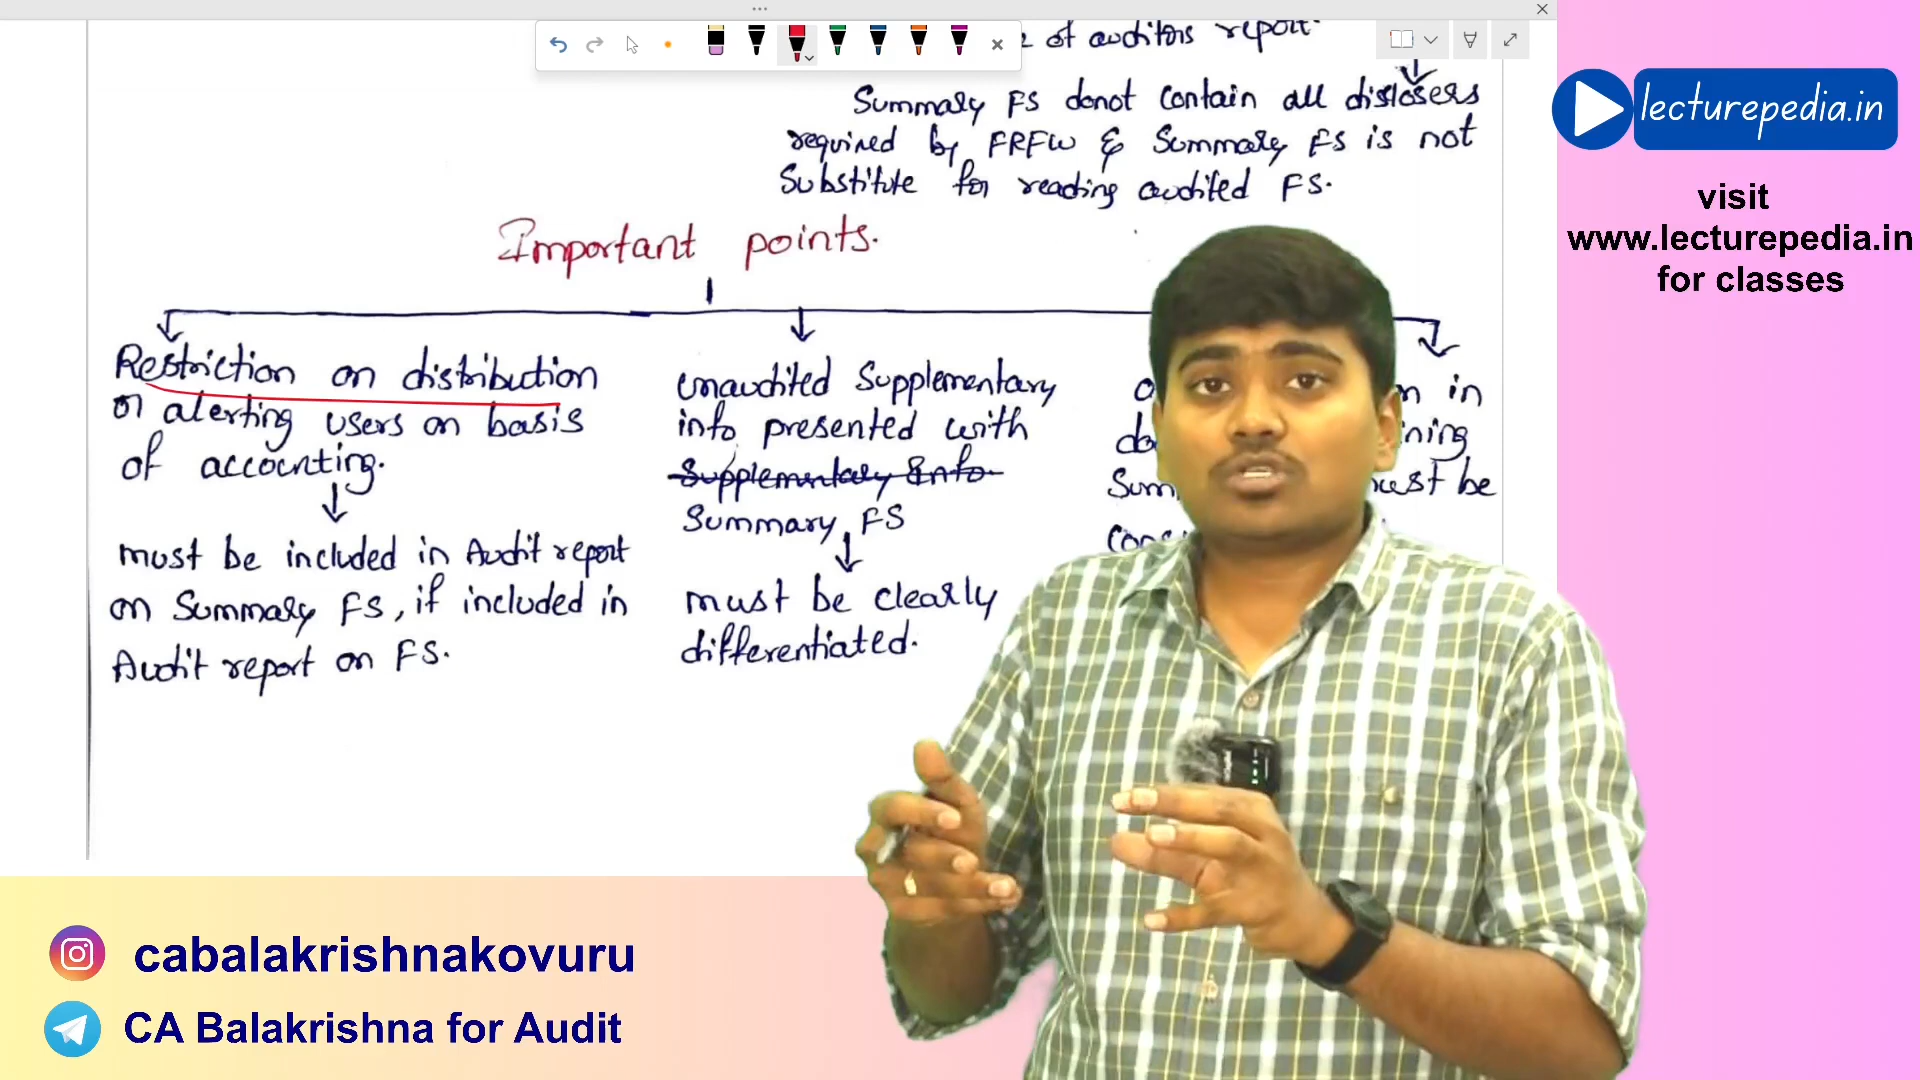 of auditors report
Summary FS donot contain all disclosers
required by FRFW & Summary FS is not
Substitute for reading audited FS.
Important points.
Restriction on distribution
or alerting users on basis
of accounting.
must be included in Audit report
on Summary FS, if included in
Audit report on FS.
unaudited Supplementary
info presented with
Supplementary Info
Summary FS
must be clearly
differentiated.
in
must be
lecturepedia.in
visit
www.lecturepedia.in
for classes
cabalakrishnakovuru
CA Balakrishna for Audit